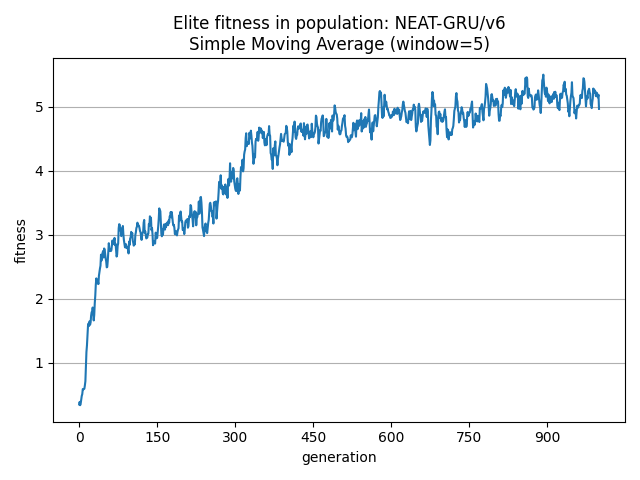 Elite fitness in population: NEAT-GRU/v6
Simple Moving Average (window=5)
fitness
5
4
3
2
1
0 150 300 450 600 750 900
generation